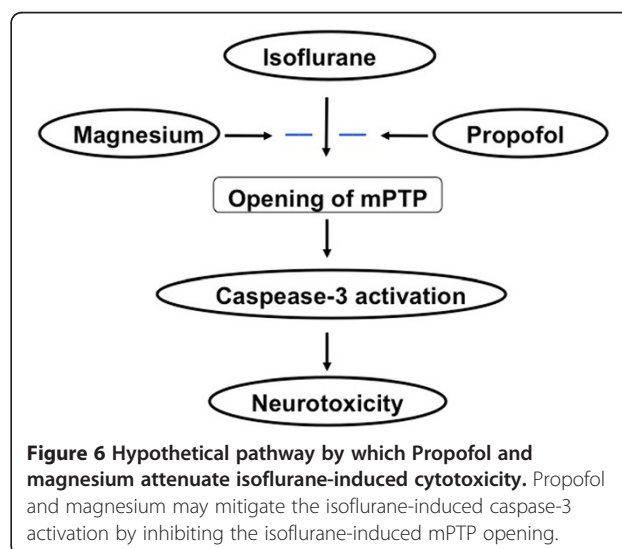 Isoflurane
Magnesium
Propofol
Opening of mPTP
Caspease-3 activation
Neurotoxicity
Figure 6 Hypothetical pathway by which Propofol and
magnesium attenuate isoflurane-induced cytotoxicity. Propofol
and magnesium may mitigate the isoflurane-induced caspase-3
activation by inhibiting the isoflurane-induced mPTP opening.